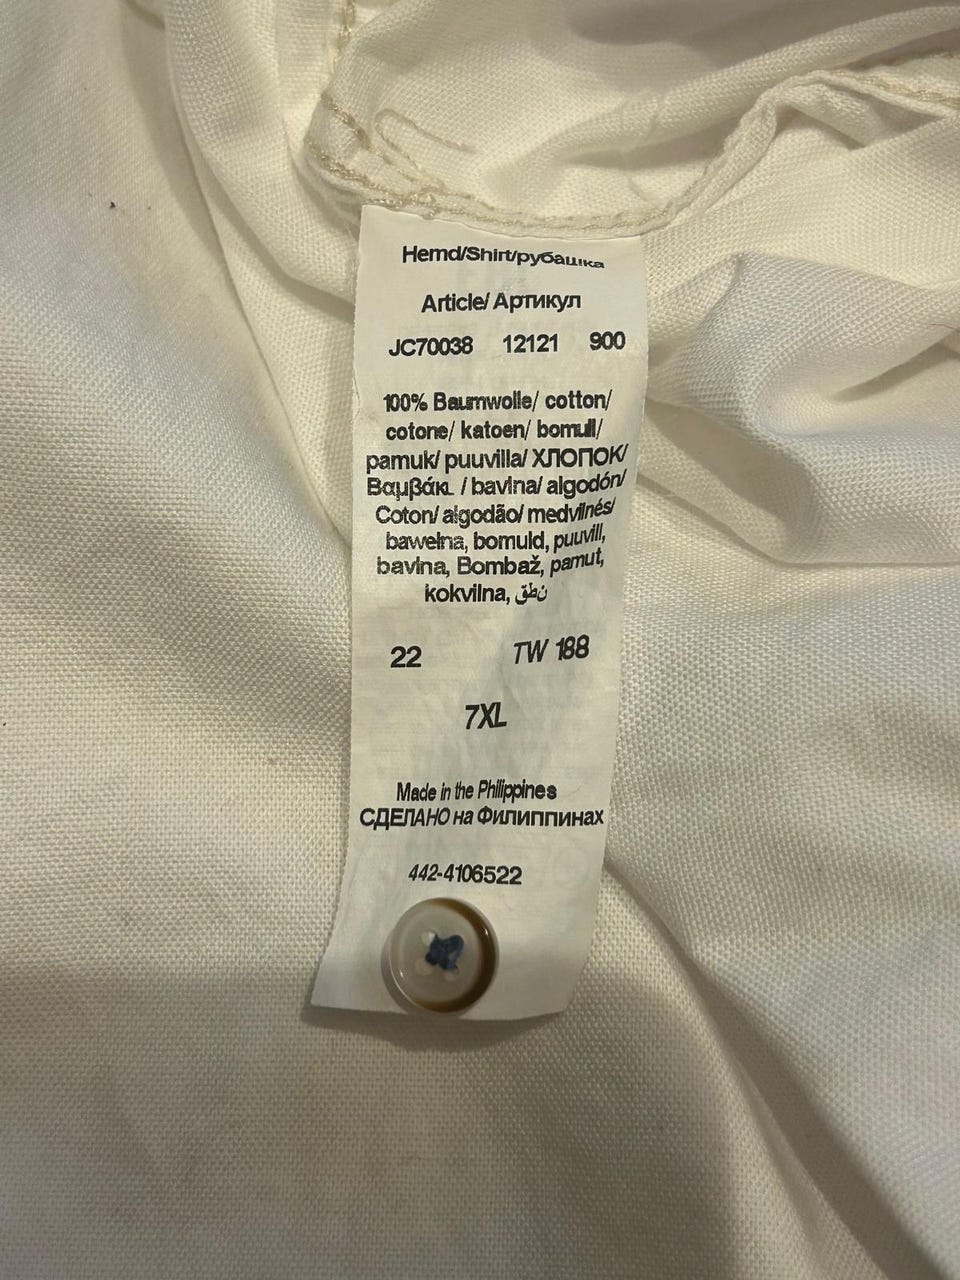 Hemd/Shirt/рубашка
Article/ Артикул
JC70038 12121 900
100% Baumwolle/ cotton/
cotone/ katoen/ bomull/
pamuk/ puuvilla/ ХЛОПОК/
Βαμβάκι / bavlna/ algodón/
Coton/ algodão/ medvilnés/
bawełna, bomuld, puuvill,
bavlna, Bombaž, pamut,
kokvilna, نطق
22 TW 188
7XL
Made in the Philippines
СДЕЛАНО на Филиппинах
442-4106522